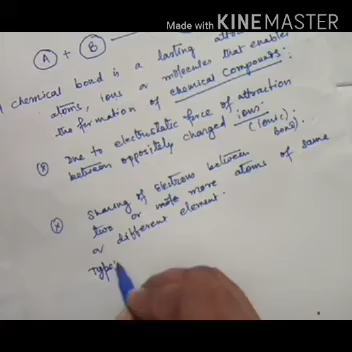 Made with KINEMASTER
A + B
chemical bond is a lasting
atoms, ions or molecules that enables
the formation of chemical compounds:
Due to electrostatic force of attraction
between oppositely charged ions. (Ionic bond).
Sharing of electrons between
two or more atoms of same
or different element.
Type